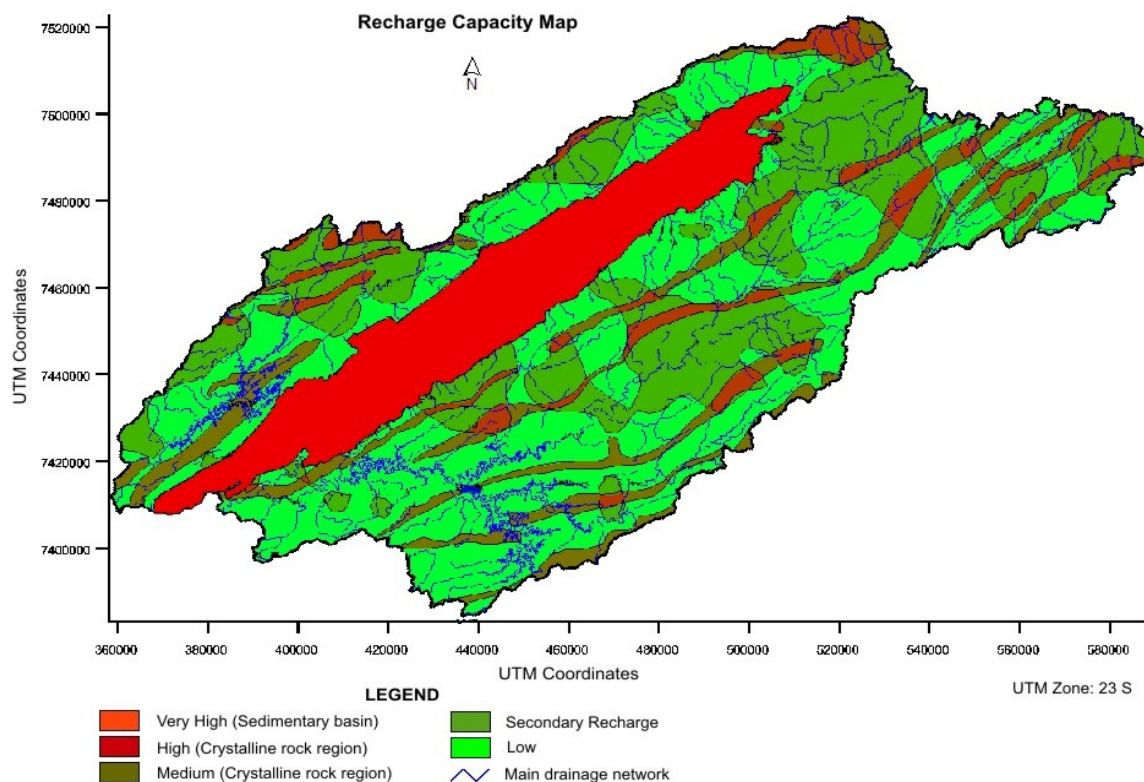 Recharge Capacity Map
N
7520000
7500000
7480000
7460000
7440000
7420000
7400000
UTM Coordinates
360000 380000 400000 420000 440000 460000 480000 500000 520000 540000 560000 580000
UTM Coordinates
UTM Zone: 23 S
LEGEND
Very High (Sedimentary basin)
High (Crystalline rock region)
Medium (Crystalline rock region)
Secondary Recharge
Low
Main drainage network